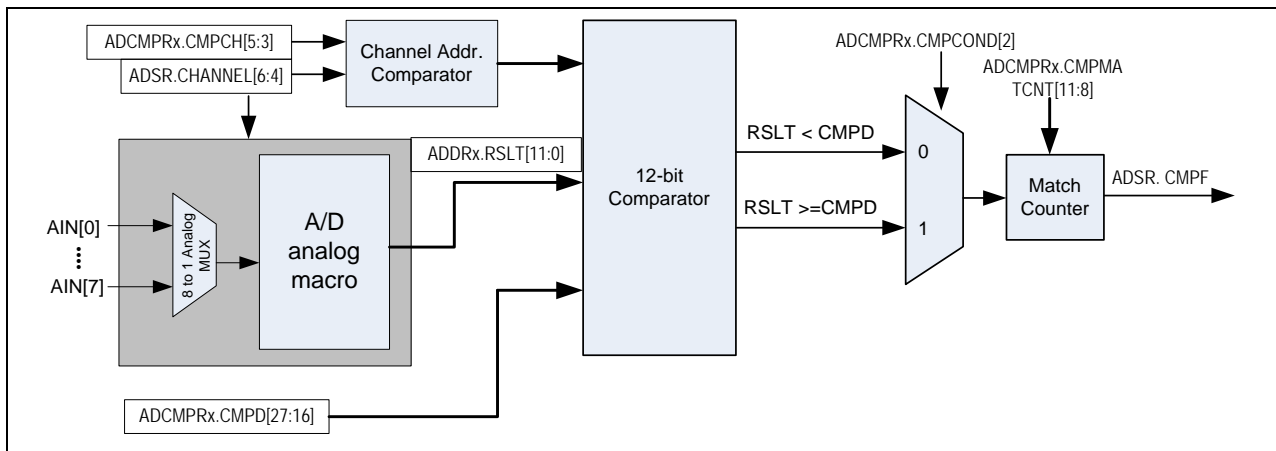 ADCMPRx.CMPCH[5:3]
ADSR.CHANNEL[6:4]
Channel Addr.
Comparator
ADCMPRx.CMPCOND[2]
ADCMPRx.CMPMA
TCNT[11:8]
ADDRx.RSLT[11:0]
RSLT < CMPD
0
12-bit
Comparator
Match
Counter
ADSR. CMPF
RSLT >=CMPD
1
AIN[0]
AIN[7]
8 to 1 Analog
MUX
A/D
analog
macro
ADCMPRx.CMPD[27:16]